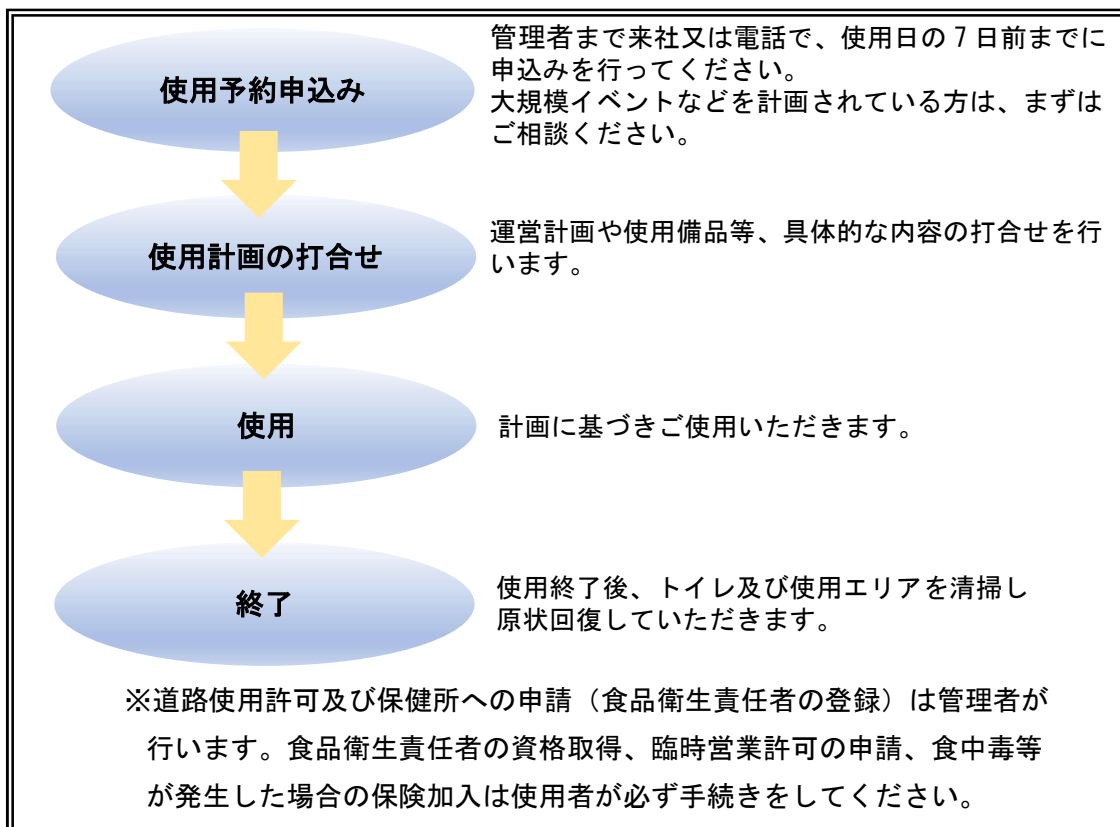 使用予約申込み
管理者まで来社又は電話で、使用日の7日前までに
申込みを行ってください。
大規模イベントなどを計画されている方は、まずは
ご相談ください。
使用計画の打合せ
運営計画や使用備品等、具体的な内容の打合せを行
います。
使用
計画に基づきご使用いただきます。
終了
使用終了後、トイレ及び使用エリアを清掃し
原状回復していただきます。
※道路使用許可及び保健所への申請（食品衛生責任者の登録）は管理者が
行います。食品衛生責任者の資格取得、臨時営業許可の申請、食中毒等
が発生した場合の保険加入は使用者が必ず手続きをしてください。